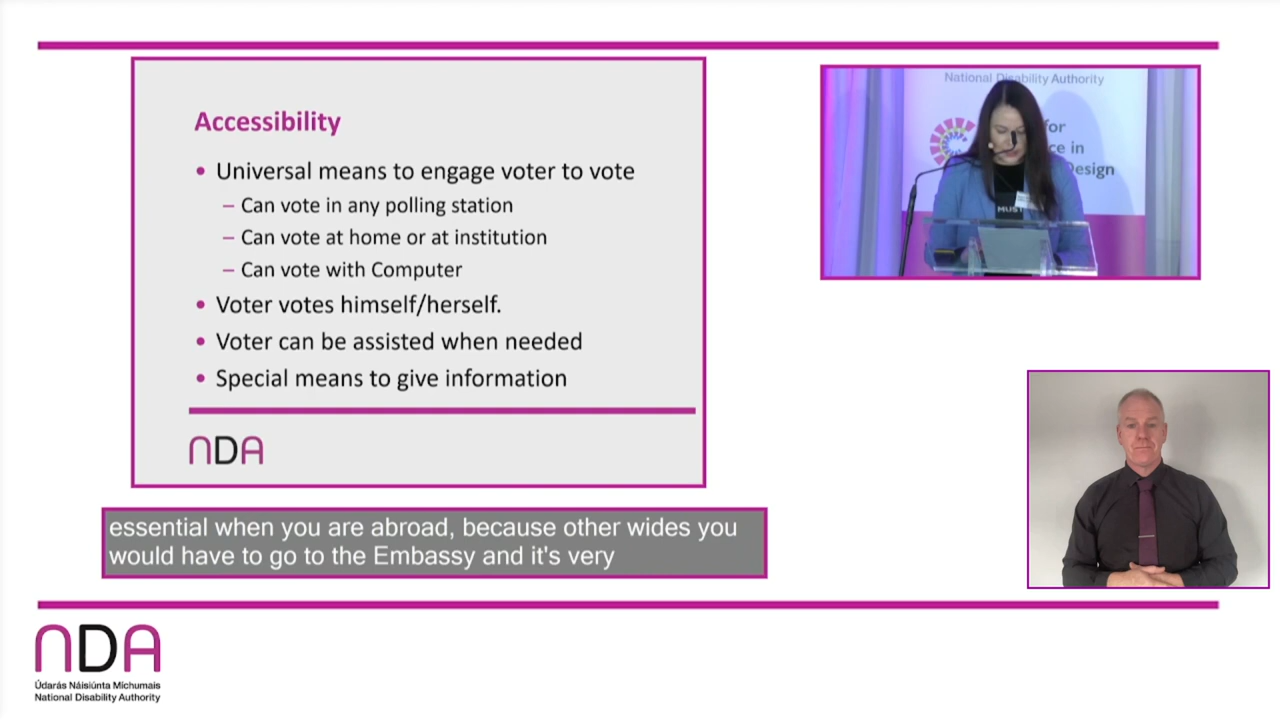 Accessibility
• Universal means to engage voter to vote
– Can vote in any polling station
– Can vote at home or at institution
– Can vote with Computer
• Voter votes himself/herself.
• Voter can be assisted when needed
• Special means to give information
NDA
National Disability Authority
for
ce in
Design
MUST
essential when you are abroad, because other wides you
would have to go to the Embassy and it's very
NDA
Údarás Náisiúnta Míchumais
National Disability Authority